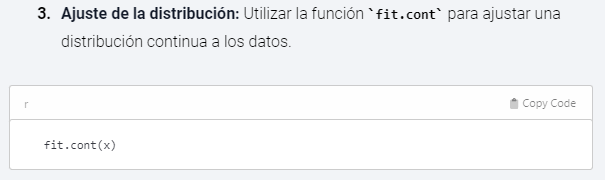 3. Ajuste de la distribución: Utilizar la función `fit.cont` para ajustar una
distribución continua a los datos.
r
Copy Code
fit.cont(x)